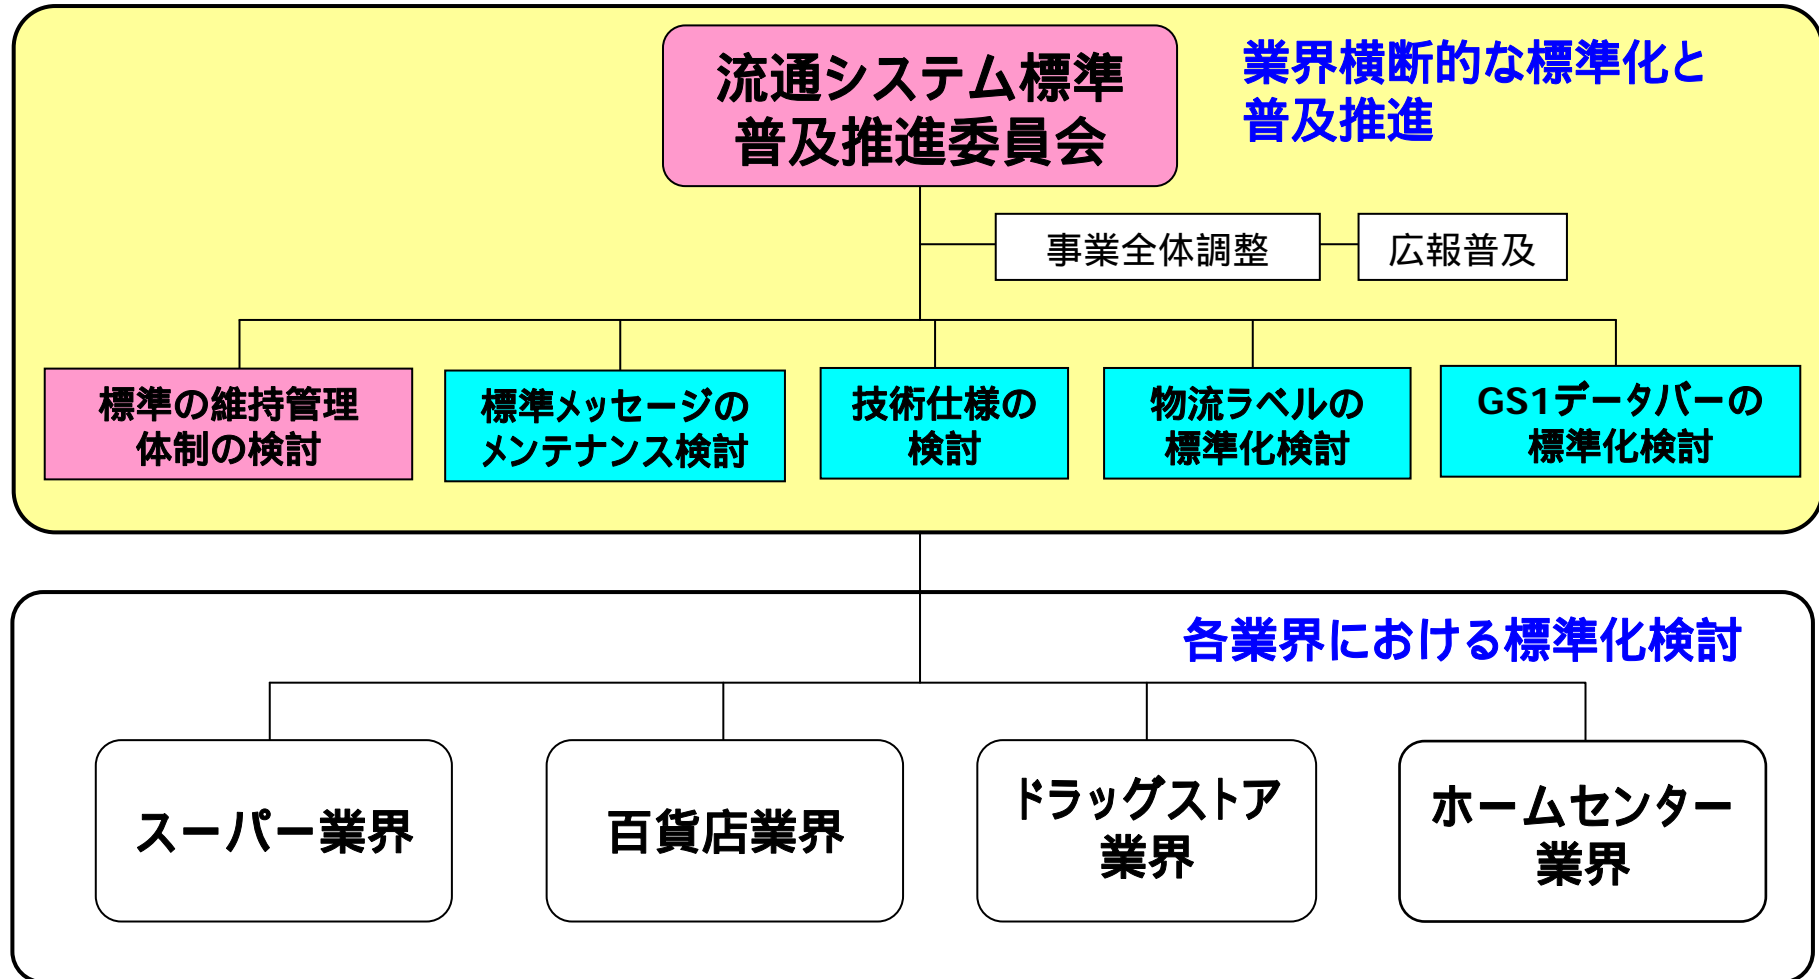 流通システム標準
普及推進委員会
業界横断的な標準化と
普及推進
事業全体調整
広報普及
標準の維持管理
体制の検討
標準メッセージの
メンテナンス検討
技術仕様の
検討
物流ラベルの
標準化検討
GS1データバーの
標準化検討
各業界における標準化検討
スーパー業界
百貨店業界
ドラッグストア
業界
ホームセンター
業界